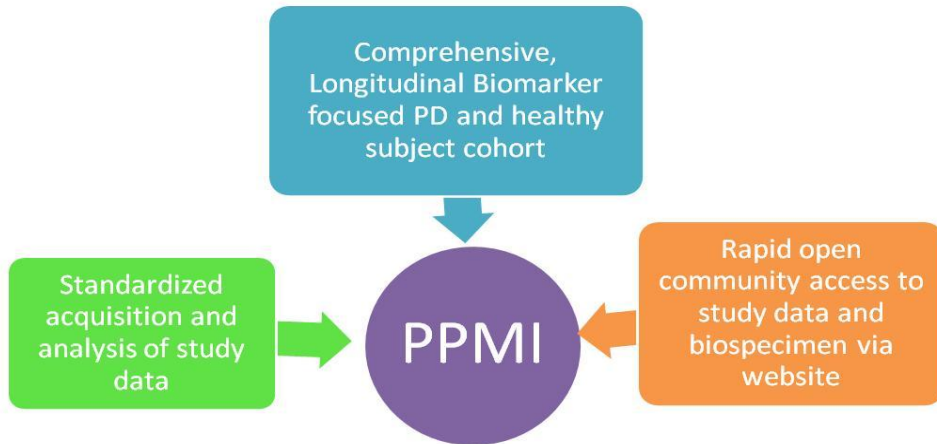 Comprehensive,
Longitudinal Biomarker
focused PD and healthy
subject cohort
Standardized
acquisition and
analysis of study
data
PPMI
Rapid open
community access to
study data and
biospecimen via
website